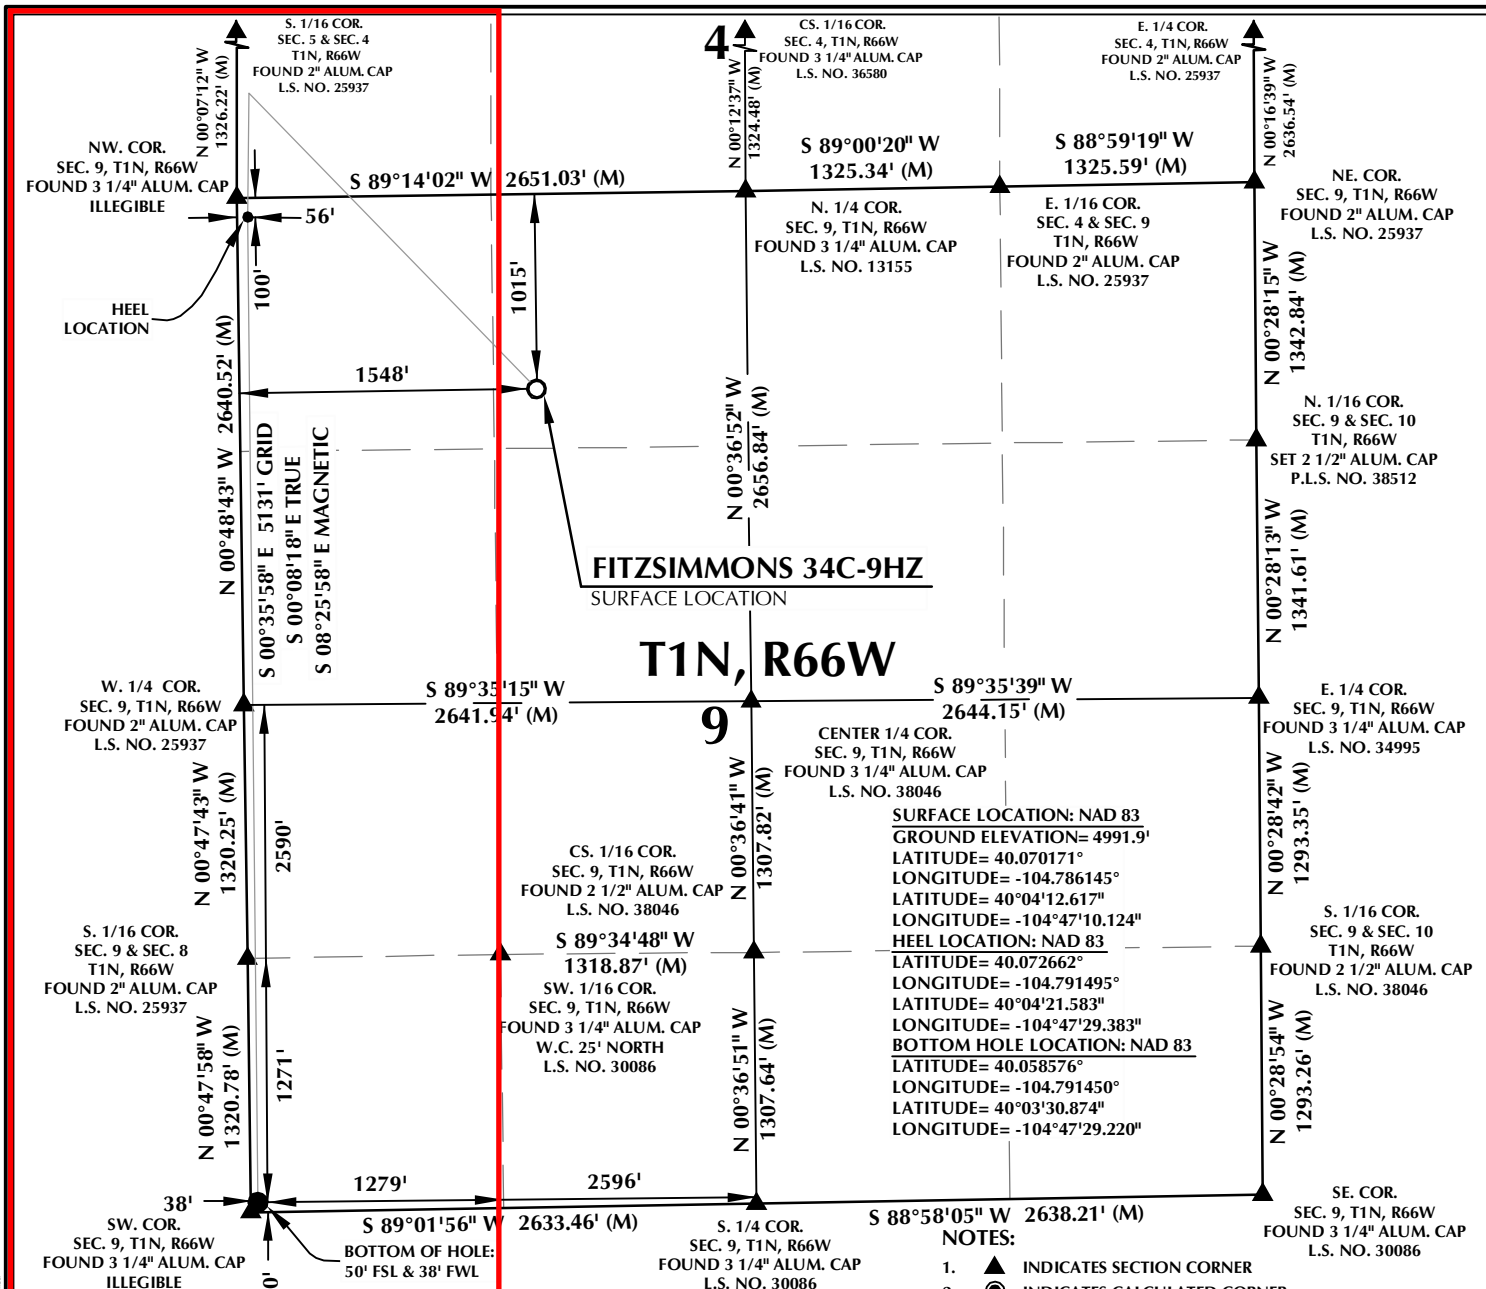 S. 1/16 COR.
SEC. 5 & SEC. 4
T1N, R66W
FOUND 2" ALUM. CAP
L.S. NO. 25937
N 00°07'12" W
1326.22' (M)
4
CS. 1/16 COR.
SEC. 4, T1N, R66W
FOUND 3 1/4" ALUM. CAP
L.S. NO. 36580
N 00°12'37" W
1324.48' (M)
E. 1/4 COR.
SEC. 4, T1N, R66W
FOUND 2" ALUM. CAP
L.S. NO. 25937
N 00°16'39" W
2636.54' (M)
NW. COR.
SEC. 9, T1N, R66W
FOUND 3 1/4" ALUM. CAP
ILLEGIBLE
S 89°14'02" W 2651.03' (M)
S 89°00'20" W
1325.34' (M)
S 88°59'19" W
1325.59' (M)
NE. COR.
SEC. 9, T1N, R66W
FOUND 2" ALUM. CAP
L.S. NO. 25937
56'
100'
HEEL
LOCATION
1015'
N. 1/4 COR.
SEC. 9, T1N, R66W
FOUND 3 1/4" ALUM. CAP
L.S. NO. 13155
E. 1/16 COR.
SEC. 4 & SEC. 9
T1N, R66W
FOUND 2" ALUM. CAP
L.S. NO. 25937
N 00°28'15" W
1342.84' (M)
1548'
N 00°48'43" W 2640.52' (M)
S 00°35'58" E 5131' GRID
S 00°08'18" E TRUE
S 08°25'58" E MAGNETIC
N 00°36'52" W
2656.84' (M)
N. 1/16 COR.
SEC. 9 & SEC. 10
T1N, R66W
SET 2 1/2" ALUM. CAP
P.L.S. NO. 38512
N 00°28'13" W
1341.61' (M)
FITZSIMMONS 34C-9HZ
SURFACE LOCATION
T1N, R66W
9
W. 1/4 COR.
SEC. 9, T1N, R66W
FOUND 2" ALUM. CAP
L.S. NO. 25937
S 89°35'15" W
2641.94' (M)
S 89°35'39" W
2644.15' (M)
E. 1/4 COR.
SEC. 9, T1N, R66W
FOUND 3 1/4" ALUM. CAP
L.S. NO. 34995
CENTER 1/4 COR.
SEC. 9, T1N, R66W
FOUND 3 1/4" ALUM. CAP
L.S. NO. 38046
N 00°47'43" W
1320.25' (M)
2590'
N 00°36'41" W
1307.82' (M)
N 00°28'42" W
1293.35' (M)
CS. 1/16 COR.
SEC. 9, T1N, R66W
FOUND 2 1/2" ALUM. CAP
L.S. NO. 38046
SURFACE LOCATION: NAD 83
GROUND ELEVATION= 4991.9'
LATITUDE= 40.070171°
LONGITUDE= -104.786145°
LATITUDE= 40°04'12.617"
LONGITUDE= -104°47'10.124"
HEEL LOCATION: NAD 83
LATITUDE= 40.072662°
LONGITUDE= -104.791495°
LATITUDE= 40°04'21.583"
LONGITUDE= -104°47'29.383"
BOTTOM HOLE LOCATION: NAD 83
LATITUDE= 40.058576°
LONGITUDE= -104.791450°
LATITUDE= 40°03'30.874"
LONGITUDE= -104°47'29.220"
S. 1/16 COR.
SEC. 9 & SEC. 8
T1N, R66W
FOUND 2" ALUM. CAP
L.S. NO. 25937
S 89°34'48" W
1318.87' (M)
SW. 1/16 COR.
SEC. 9, T1N, R66W
FOUND 3 1/4" ALUM. CAP
W.C. 25' NORTH
L.S. NO. 30086
S. 1/16 COR.
SEC. 9 & SEC. 10
T1N, R66W
FOUND 2 1/2" ALUM. CAP
L.S. NO. 38046
N 00°47'58" W
1320.78' (M)
1271'
N 00°36'51" W
1307.64' (M)
N 00°28'54" W
1293.26' (M)
38'
1279'
2596'
SW. COR.
SEC. 9, T1N, R66W
FOUND 3 1/4" ALUM. CAP
ILLEGIBLE
0'
S 89°01'56" W 2633.46' (M)
BOTTOM OF HOLE:
50' FSL & 38' FWL
S. 1/4 COR.
SEC. 9, T1N, R66W
FOUND 3 1/4" ALUM. CAP
L.S. NO. 30086
S 88°58'05" W 2638.21' (M)
SE. COR.
SEC. 9, T1N, R66W
FOUND 3 1/4" ALUM. CAP
L.S. NO. 30086
NOTES:
1. INDICATES SECTION CORNER
INDICATES CALCULATED CORNER